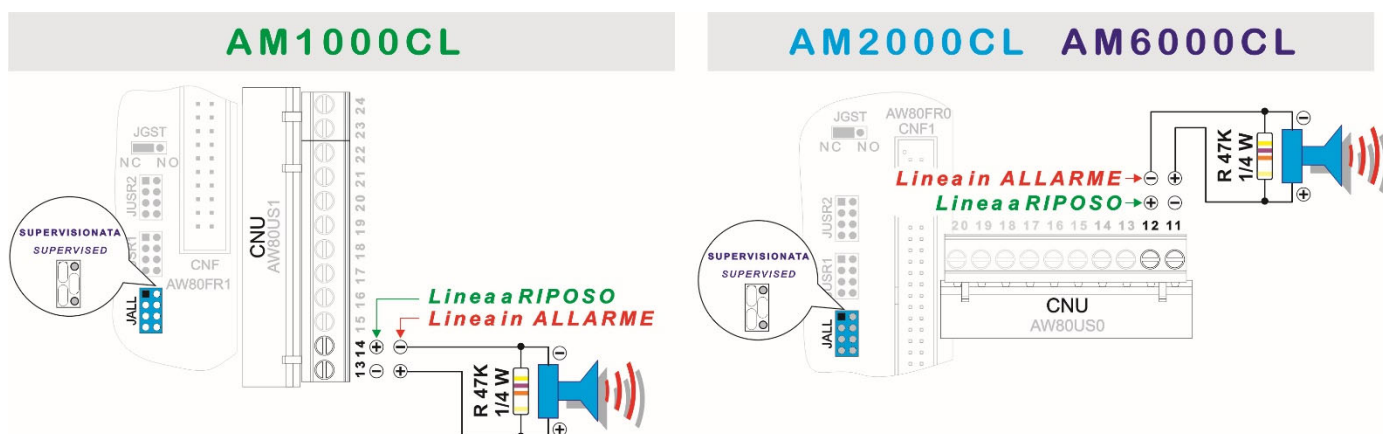 AM1000CL
JGST
NC NO
JUSR2
SUPERVISIONATA
SUPERVISED
JUSR1
JALL
CNF
AW80FR1
CNU
AW80US1
24
23
22
21
20
19
18
17
16
15
14
13
+ -
- +
Linea a RIPOSO
Linea in ALLARME
R 47K
1/4 W
-
+
AM2000CL AM6000CL
JGST
NC NO
AW80FR0
CNF1
JUSR2
SUPERVISIONATA
SUPERVISED
JUSR1
JALL
Linea in ALLARME - +
Linea a RIPOSO + -
20 19 18 17 16 15 14 13 12 11
CNU
AW80US0
R 47K
1/4 W
-
+